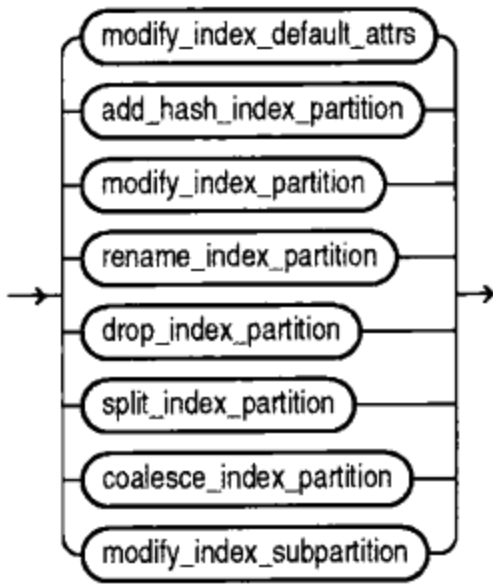 modify_index_default_attrs
add_hash_index_partition
modify_index_partition
rename_index_partition
drop_index_partition
split_index_partition
coalesce_index_partition
modify_index_subpartition